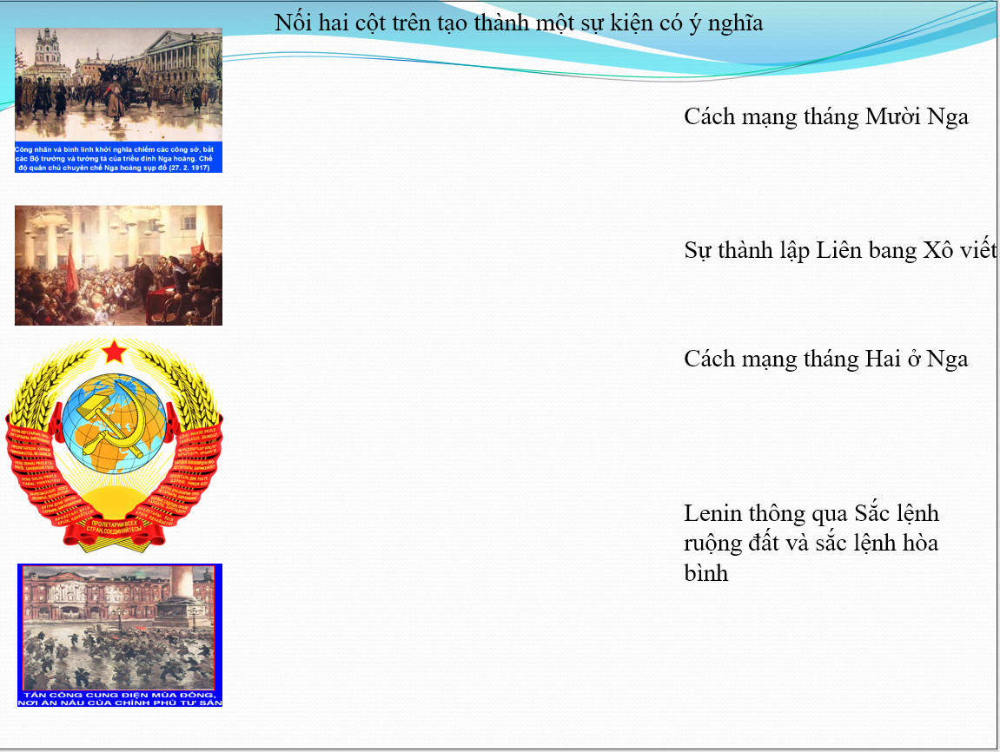 Nối hai cột trên tạo thành một sự kiện có ý nghĩa
Công nhân và binh lính khởi nghĩa chiếm các công sở, bắt
các Bộ trưởng và tướng tá của triều đình Nga hoàng. Chế
độ quân chủ chuyên chế Nga hoàng sụp đổ (27. 2. 1917)
Cách mạng tháng Mười Nga
Sự thành lập Liên bang Xô viết
Cách mạng tháng Hai ở Nga
ПРОЛЕТАРИИ ВСЕХ
СТРАН, СОЕДИНЯЙТЕСЬ!
Lenin thông qua Sắc lệnh
ruộng đất và sắc lệnh hòa
bình
TẤN CÔNG CUNG ĐIỆN MÙA ĐÔNG,
NƠI ẨN NÁU CỦA CHÍNH PHỦ TƯ SẢN